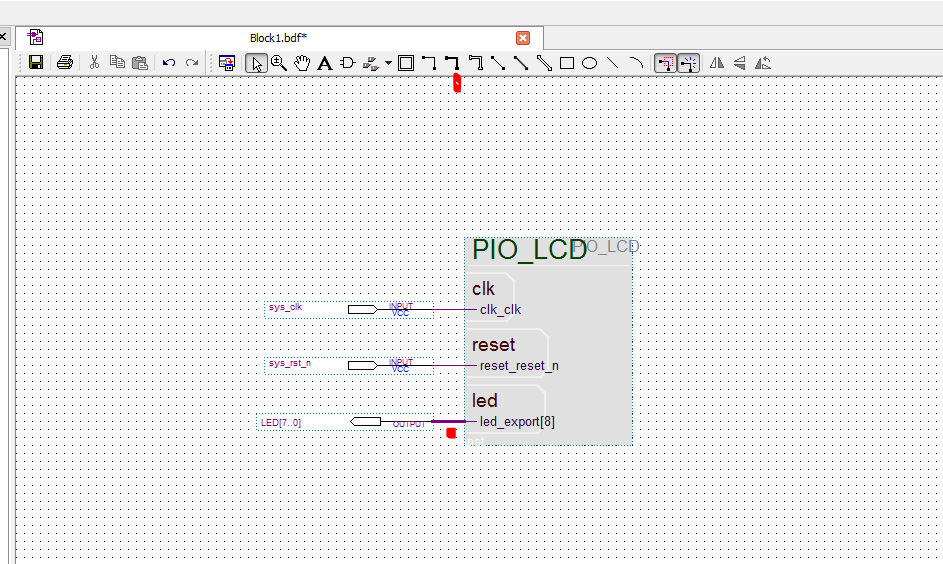 Block1.bdf*
PIO_LCD PIO_LCD
clk
sys_clk INPUT VCC clk_clk
reset
sys_rst_n INPUT VCC reset_reset_n
led
LED[7..0] OUTPUT led_export[8]
inst